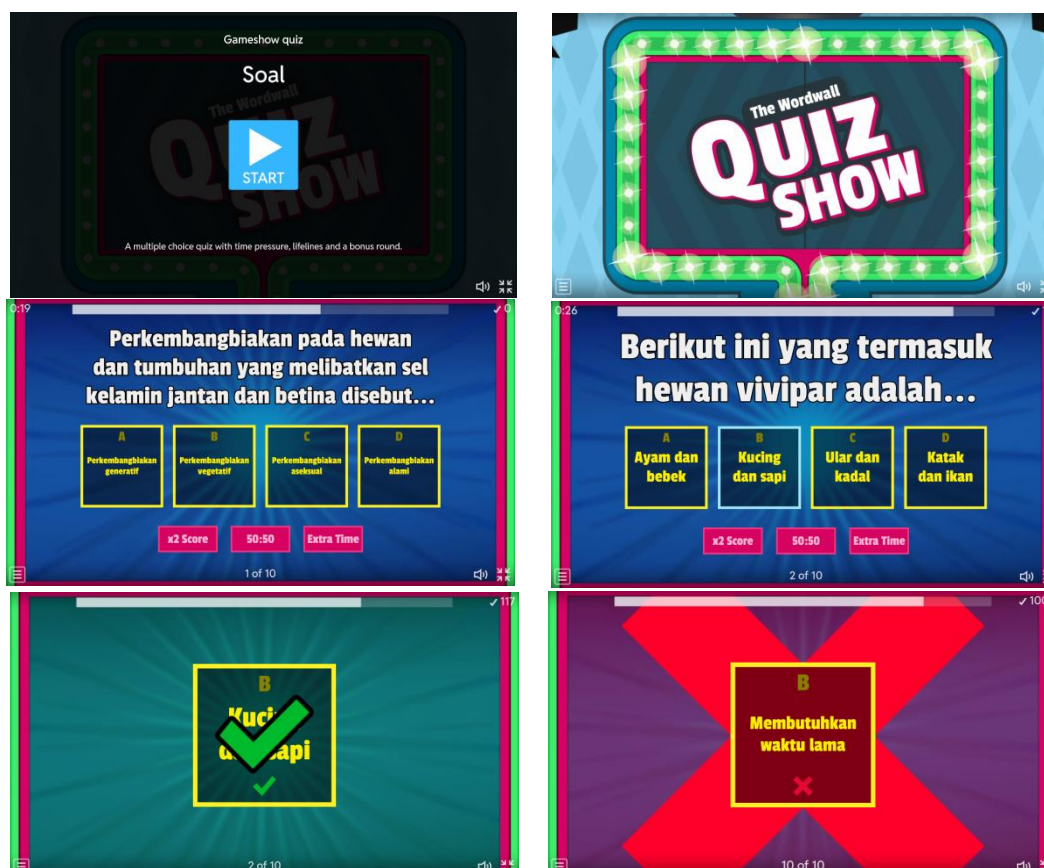 Gameshow quiz
Soal
The Wordwall
QUIZ
SHOW
START
A multiple choice quiz with time pressure, lifelines and a bonus round.
The Wordwall
QUIZ
SHOW
0:19
✓ 0
Perkembangbiakan pada hewan
dan tumbuhan yang melibatkan sel
kelamin jantan dan betina disebut...
A
Perkembangbiakan
generatif
B
Perkembangbiakan
vegetatif
C
Perkembangbiakan
aseksual
D
Perkembangbiakan
alami
x2 Score
50:50
Extra Time
1 of 10
0:26
Berikut ini yang termasuk
hewan vivipar adalah...
A
Ayam dan
bebek
B
Kucing
dan sapi
C
Ular dan
kadal
D
Katak
dan ikan
x2 Score
50:50
Extra Time
2 of 10
✓ 117
B
2 of 10
B
Membutuhkan
waktu lama
10 of 10